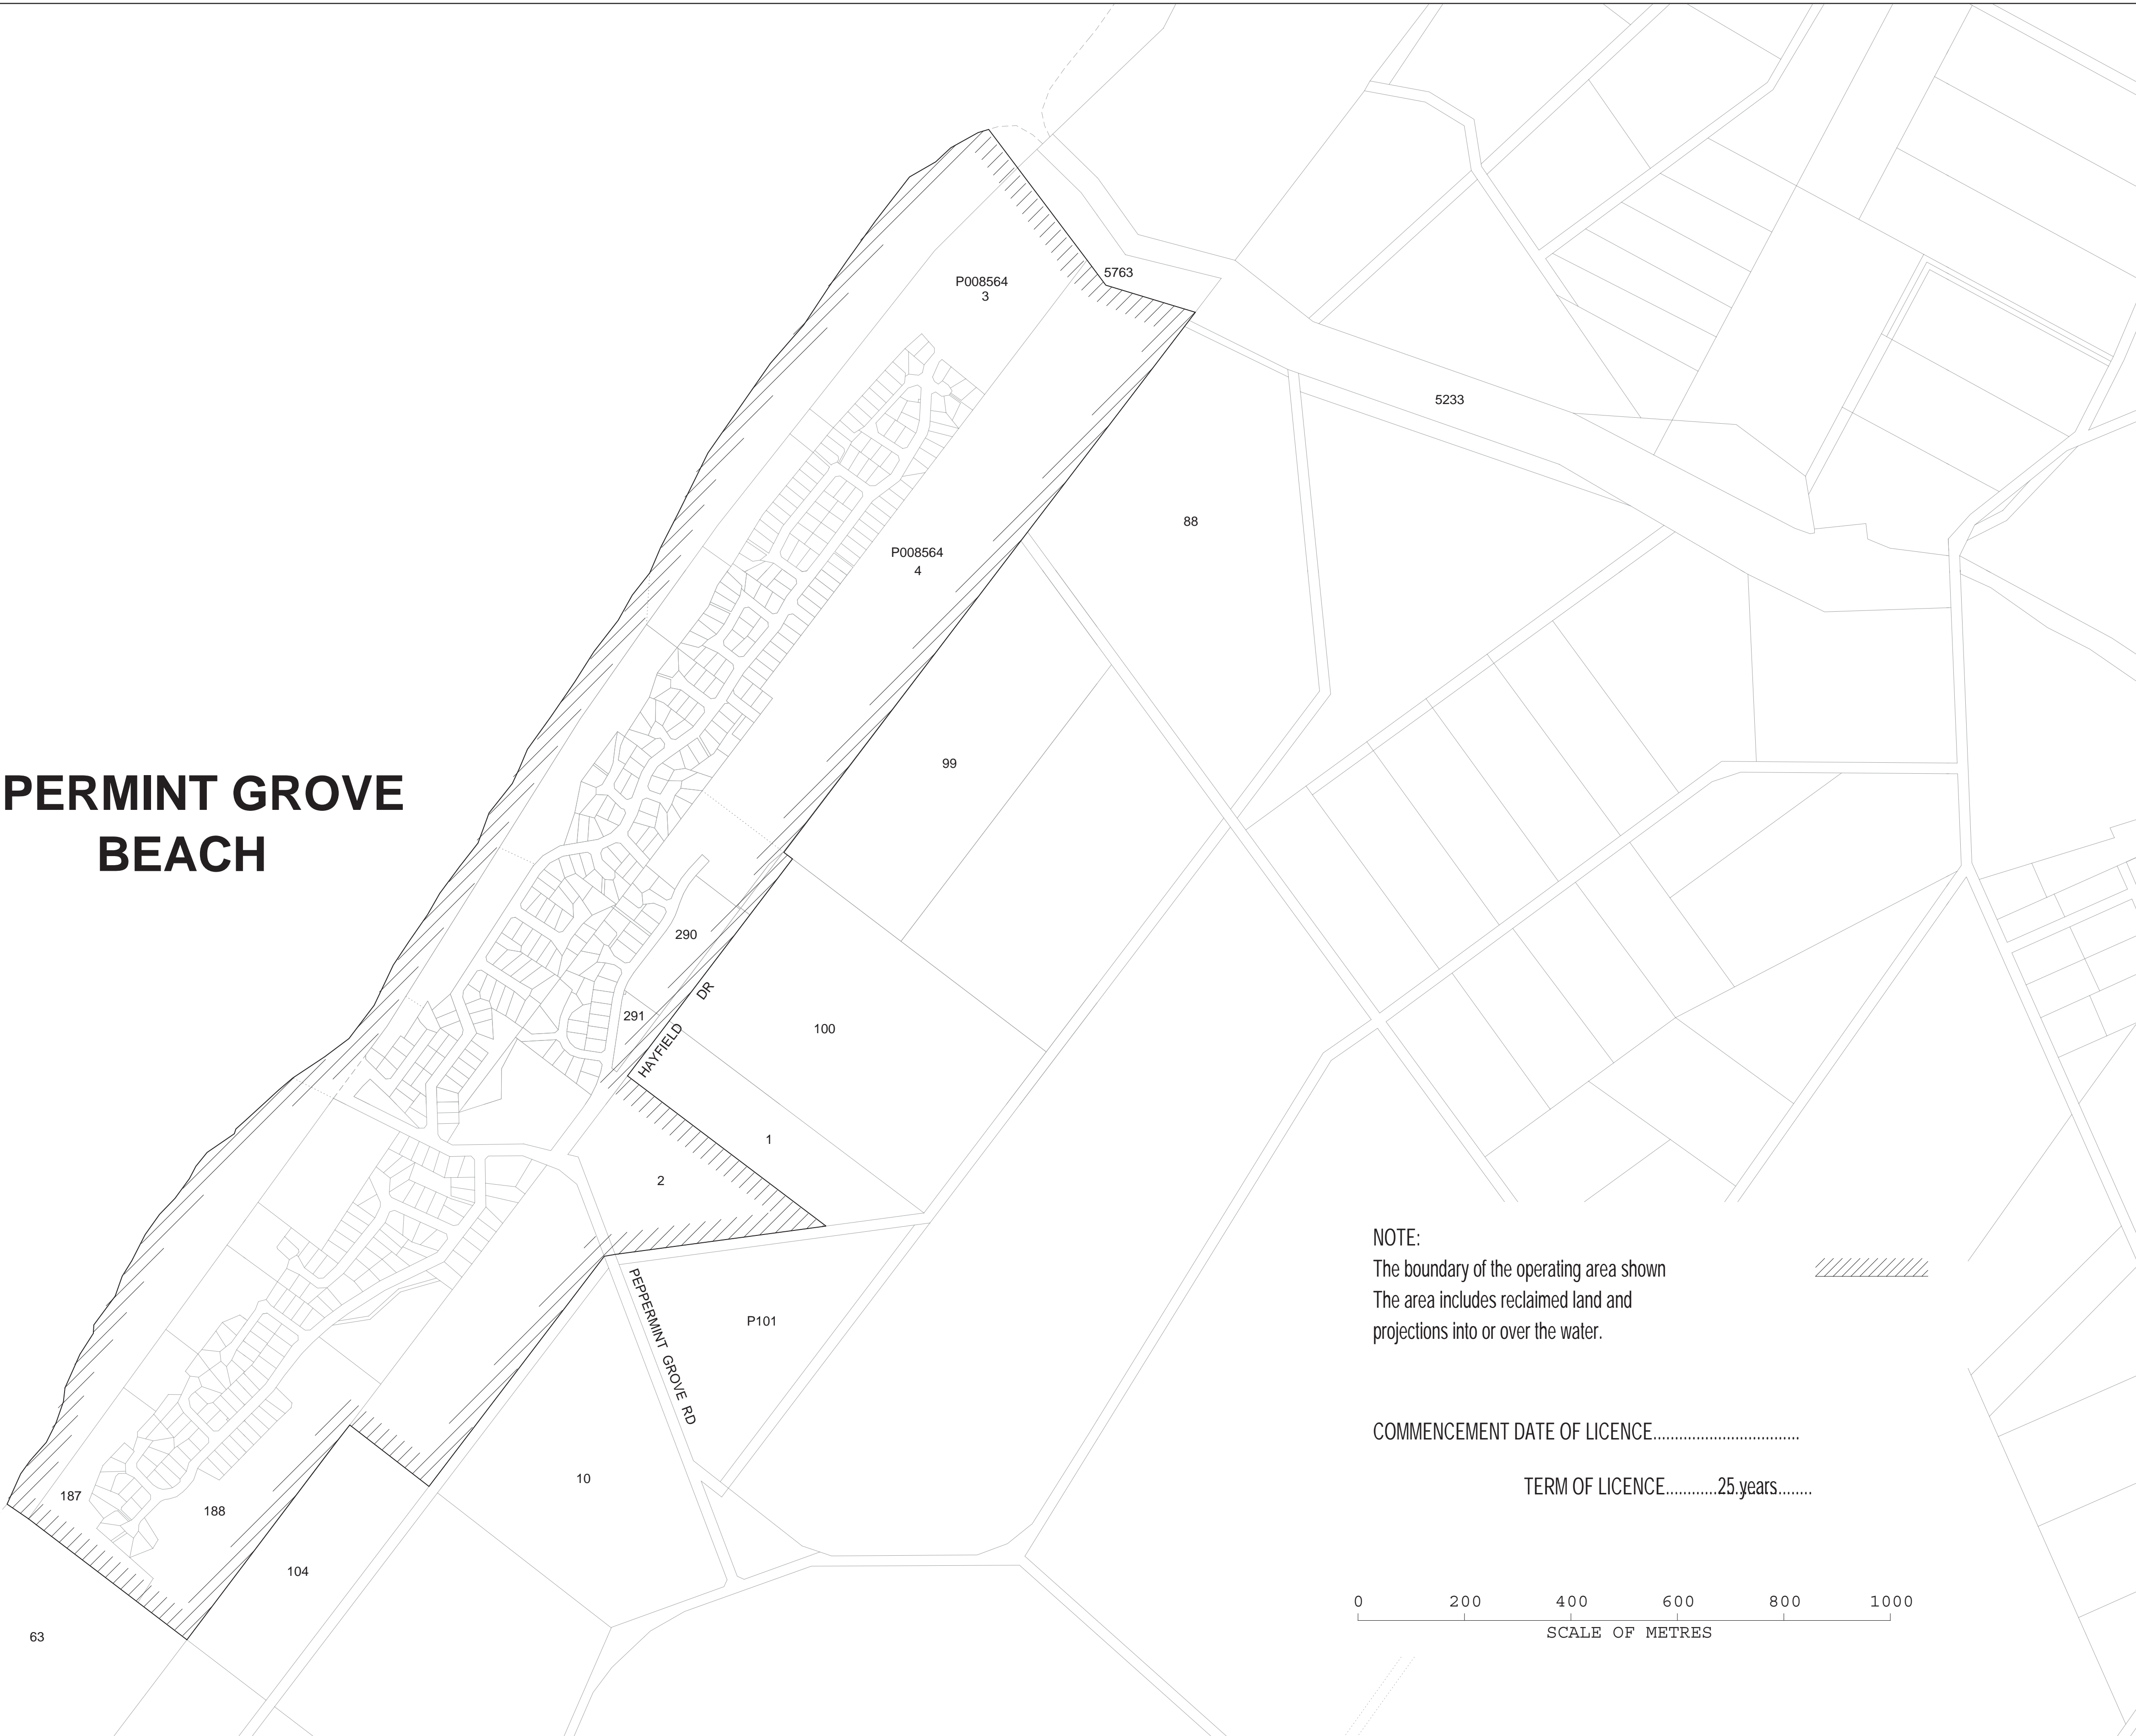 5763
P008564
3
5233
88
P008564
4
99
PERMINT GROVE
BEACH
290
291
HAYFIELD DR
100
1
2
NOTE:
The boundary of the operating area shown
The area includes reclaimed land and
projections into or over the water.
PEPPERMINT GROVE RD
P101
COMMENCEMENT DATE OF LICENCE..................................
TERM OF LICENCE............25 years...........
10
187
188
104
63
0 200 400 600 800 1000
SCALE OF METRES